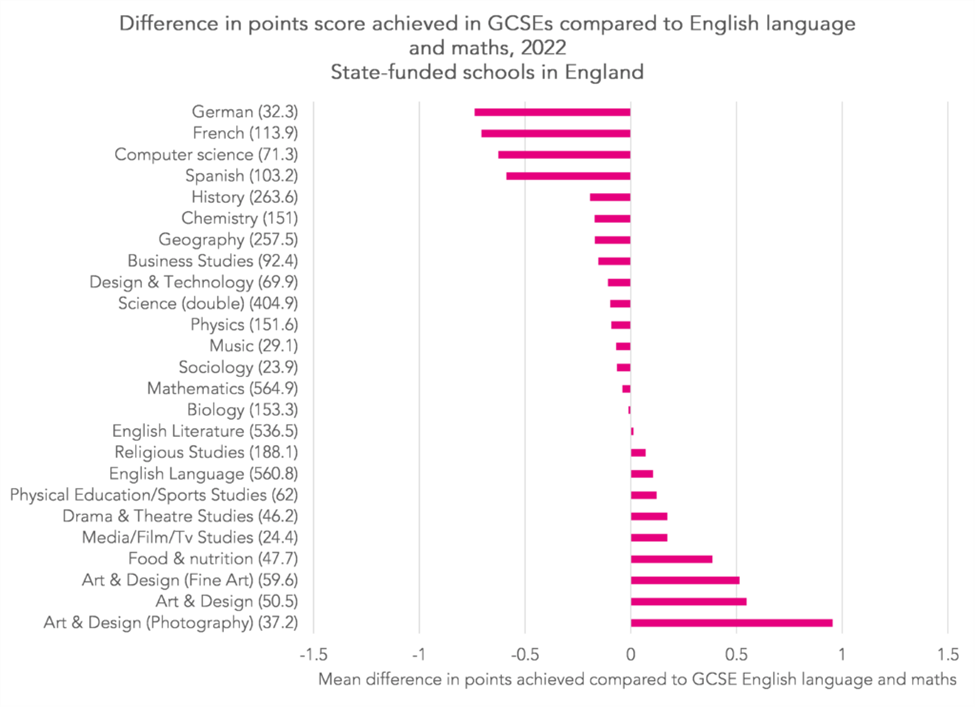 Difference in points score achieved in GCSEs compared to English language
and maths, 2022
State-funded schools in England
German (32.3)
French (113.9)
Computer science (71.3)
Spanish (103.2)
History (263.6)
Chemistry (151)
Geography (257.5)
Business Studies (92.4)
Design & Technology (69.9)
Science (double) (404.9)
Physics (151.6)
Music (29.1)
Sociology (23.9)
Mathematics (564.9)
Biology (153.3)
English Literature (536.5)
Religious Studies (188.1)
English Language (560.8)
Physical Education/Sports Studies (62)
Drama & Theatre Studies (46.2)
Media/Film/Tv Studies (24.4)
Food & nutrition (47.7)
Art & Design (Fine Art) (59.6)
Art & Design (50.5)
Art & Design (Photography) (37.2)
-1.5 -1 -0.5 0 0.5 1 1.5
Mean difference in points achieved compared to GCSE English language and maths